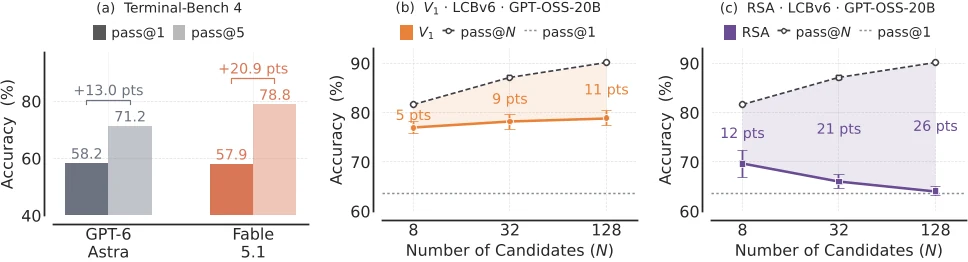 (a) Terminal-Bench 4
pass@1 pass@5
Accuracy (%)
80
60
40
+13.0 pts
+20.9 pts
58.2
71.2
57.9
78.8
GPT-6
Astra
Fable
5.1
(b) V₁ · LCBv6 · GPT-OSS-20B
V₁ pass@N pass@1
Accuracy (%)
90
80
70
60
5 pts
9 pts
11 pts
8 32 128
Number of Candidates (N)
(c) RSA · LCBv6 · GPT-OSS-20B
RSA pass@N pass@1
Accuracy (%)
90
80
70
60
12 pts
21 pts
26 pts
8 32 128
Number of Candidates (N)